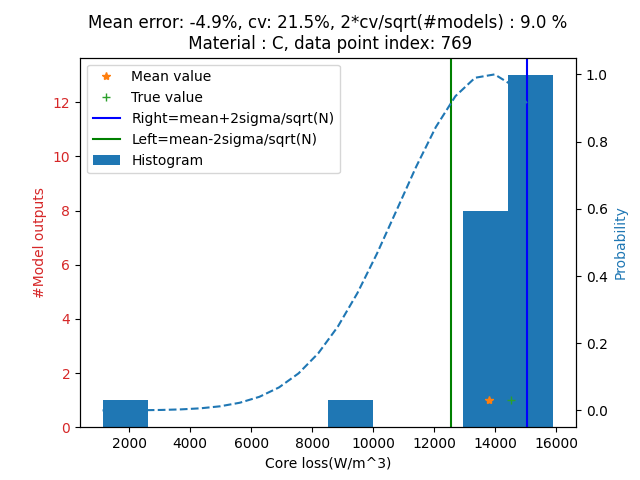 Mean error: -4.9%, cv: 21.5%, 2*cv/sqrt(#models) : 9.0 %
Material : C, data point index: 769
Mean value
True value
Right=mean+2sigma/sqrt(N)
Left=mean-2sigma/sqrt(N)
Histogram
#Model outputs
0
2
4
6
8
10
12
2000
4000
6000
8000
10000
12000
14000
16000
Core loss(W/m^3)
0.0
0.2
0.4
0.6
0.8
1.0
Probability